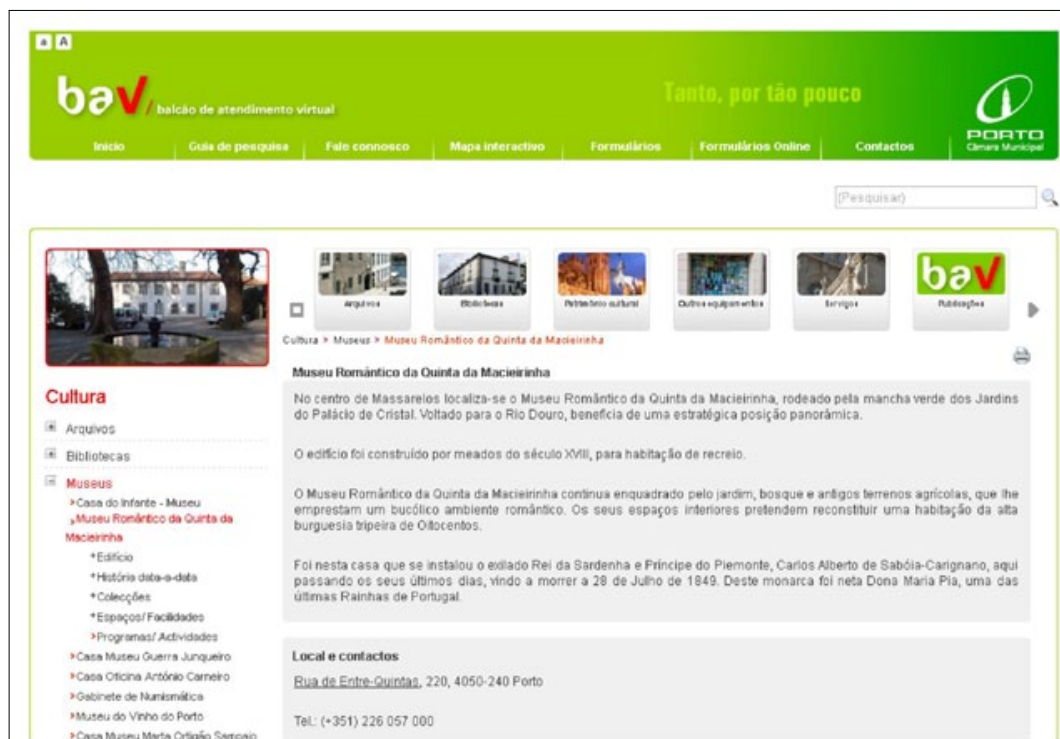 a A
bav/ balcão de atendimento virtual
Tanto, por tão pouco
PORTO
Câmara Municipal
Início Guia de pesquisa Fale connosco Mapa interactivo Formulários Formulários Online Contactos
(Pesquisar)
Arquivos Bibliotecas Património cultural Outros equipamentos Serviços Publicações
bav
Cultura > Museus > Museu Romântico da Quinta da Macieirinha
Museu Romântico da Quinta da Macieirinha
No centro de Massarelos localiza-se o Museu Romântico da Quinta da Macieirinha, rodeado pela mancha verde dos Jardins
do Palácio de Cristal. Voltado para o Rio Douro, beneficia de uma estratégica posição panorâmica.
O edifício foi construído por meados do século XVIII, para habitação de recreio.
O Museu Romântico da Quinta da Macieirinha continua enquadrado pelo jardim, bosque e antigos terrenos agrícolas, que lhe
emprestam um bucólico ambiente romântico. Os seus espaços interiores pretendem reconstituir uma habitação da alta
burguesia tripeira de Oitocentos.
Foi nesta casa que se instalou o exilado Rei da Sardenha e Príncipe do Piemonte, Carlos Alberto de Sabóia-Carignano, aqui
passando os seus últimos dias, vindo a morrer a 28 de Julho de 1849. Deste monarca foi neta Dona Maria Pia, uma das
últimas Rainhas de Portugal.
Local e contactos
Rua de Entre-Quintas, 220, 4050-240 Porto
Tel.: (+351) 226 057 000
Cultura
Arquivos
Bibliotecas
Museus
Casa do Infante - Museu
Museu Romântico da Quinta da
Macieirinha
Edifício
História data-a-data
Colecções
Espaços/ Facilidades
Programas/ Actividades
Casa Museu Guerra Junqueiro
Casa Oficina António Carneiro
Gabinete de Numismática
Museu do Vinho do Porto
Casa Museu Marta Ortigão Sampaio